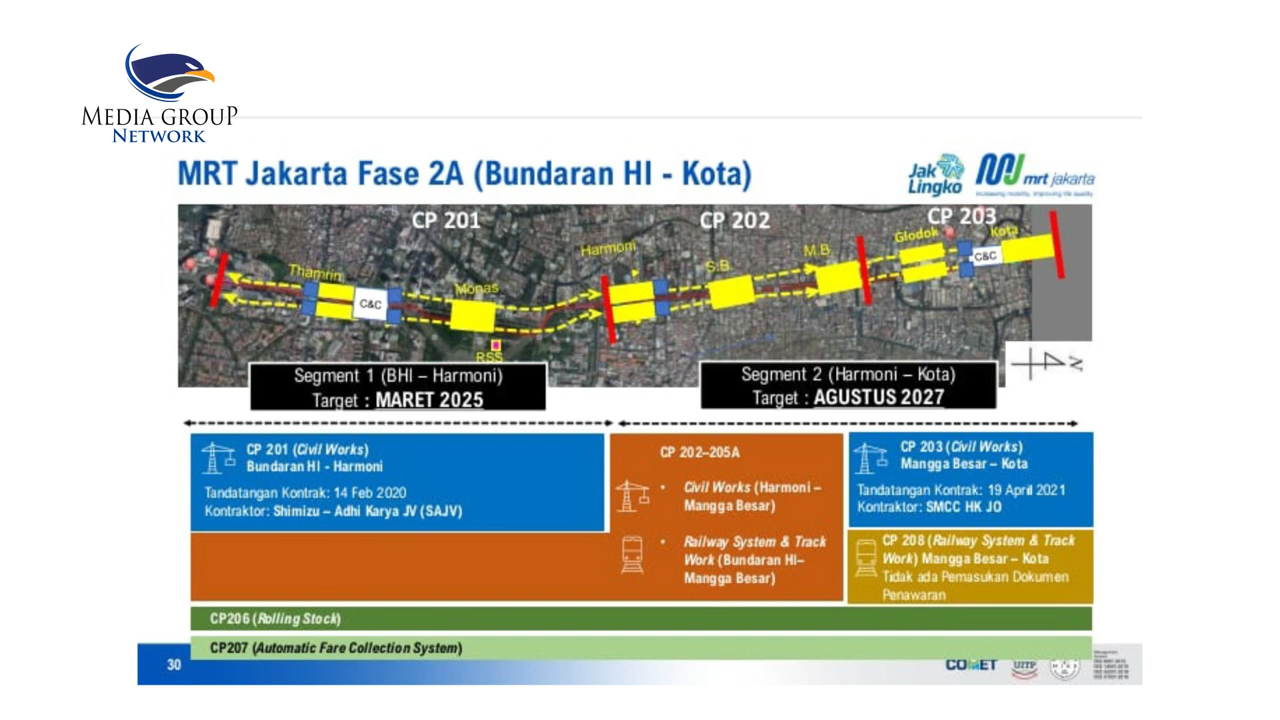 MEDIA GROUP
NETWORK
MRT Jakarta Fase 2A (Bundaran HI - Kota)
Jak
Lingko
mrt jakarta
increasing mobility, improving life quality
CP 201
CP 202
CP 203
Thamrin
Monas
Harmoni
S.B
M.B
Glodok
Kota
C&C
C&C
RSS
N
Segment 1 (BHI – Harmoni)
Target : MARET 2025
Segment 2 (Harmoni – Kota)
Target : AGUSTUS 2027
CP 201 (Civil Works)
Bundaran HI - Harmoni
Tandatangan Kontrak: 14 Feb 2020
Kontraktor: Shimizu – Adhi Karya JV (SAJV)
CP 202–205A
• Civil Works (Harmoni –
Mangga Besar)
• Railway System & Track
Work (Bundaran HI–
Mangga Besar)
CP 203 (Civil Works)
Mangga Besar – Kota
Tandatangan Kontrak: 19 April 2021
Kontraktor: SMCC HK JO
CP 208 (Railway System & Track
Work) Mangga Besar – Kota
Tidak ada Pemasukan Dokumen
Penawaran
CP206 (Rolling Stock)
CP207 (Automatic Fare Collection System)
30
COMET
UITP